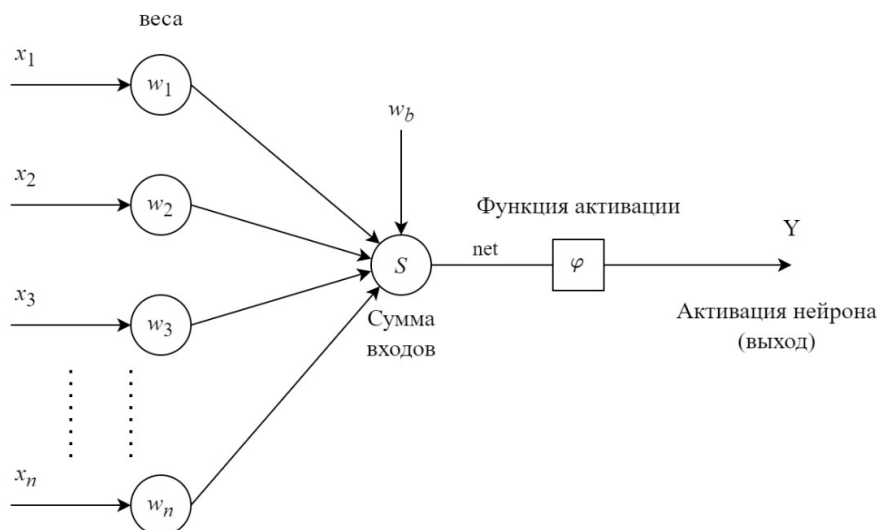 веса
x1
w1
wb
x2
w2
Функция активации
Y
S
net
φ
x3
w3
Сумма
входов
Активация нейрона
(выход)
xn
wn